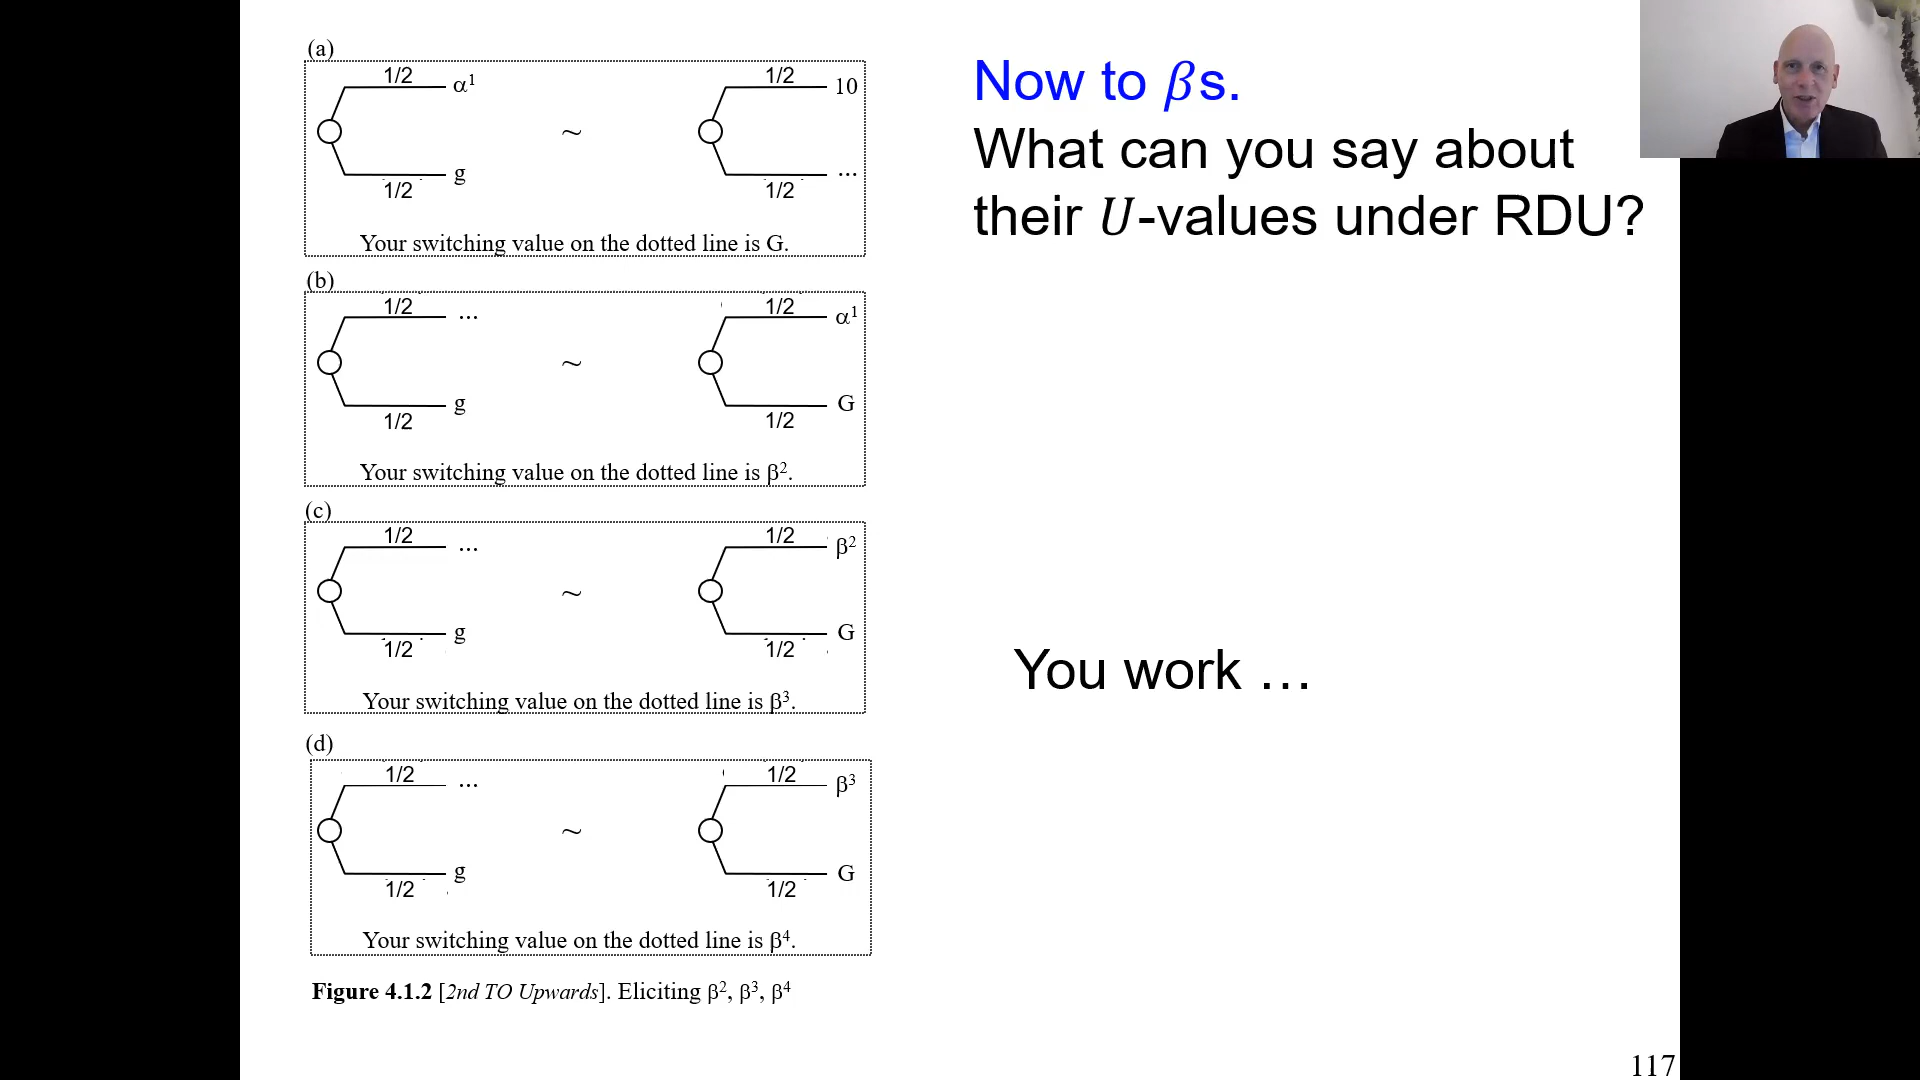 (a)
1/2 α¹ 1/2 10
~
1/2 g 1/2 ...
Your switching value on the dotted line is G.
(b)
1/2 ... 1/2 α¹
~
1/2 g 1/2 G
Your switching value on the dotted line is β².
(c)
1/2 ... 1/2 β²
~
1/2 g 1/2 G
Your switching value on the dotted line is β³.
(d)
1/2 ... 1/2 β³
~
1/2 g 1/2 G
Your switching value on the dotted line is β⁴.
Figure 4.1.2 [2nd TO Upwards]. Eliciting β², β³, β⁴
Now to βs.
What can you say about
their U-values under RDU?
You work …
117